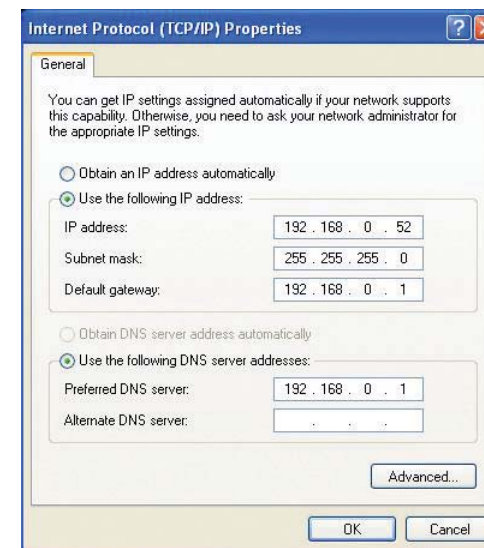 Internet Protocol (TCP/IP) Properties
General
You can get IP settings assigned automatically if your network supports
this capability. Otherwise, you need to ask your network administrator for
the appropriate IP settings.
Obtain an IP address automatically
Use the following IP address:
IP address: 192 . 168 . 0 . 52
Subnet mask: 255 . 255 . 255 . 0
Default gateway: 192 . 168 . 0 . 1
Obtain DNS server address automatically
Use the following DNS server addresses:
Preferred DNS server: 192 . 168 . 0 . 1
Alternate DNS server: . . .
Advanced...
OK Cancel